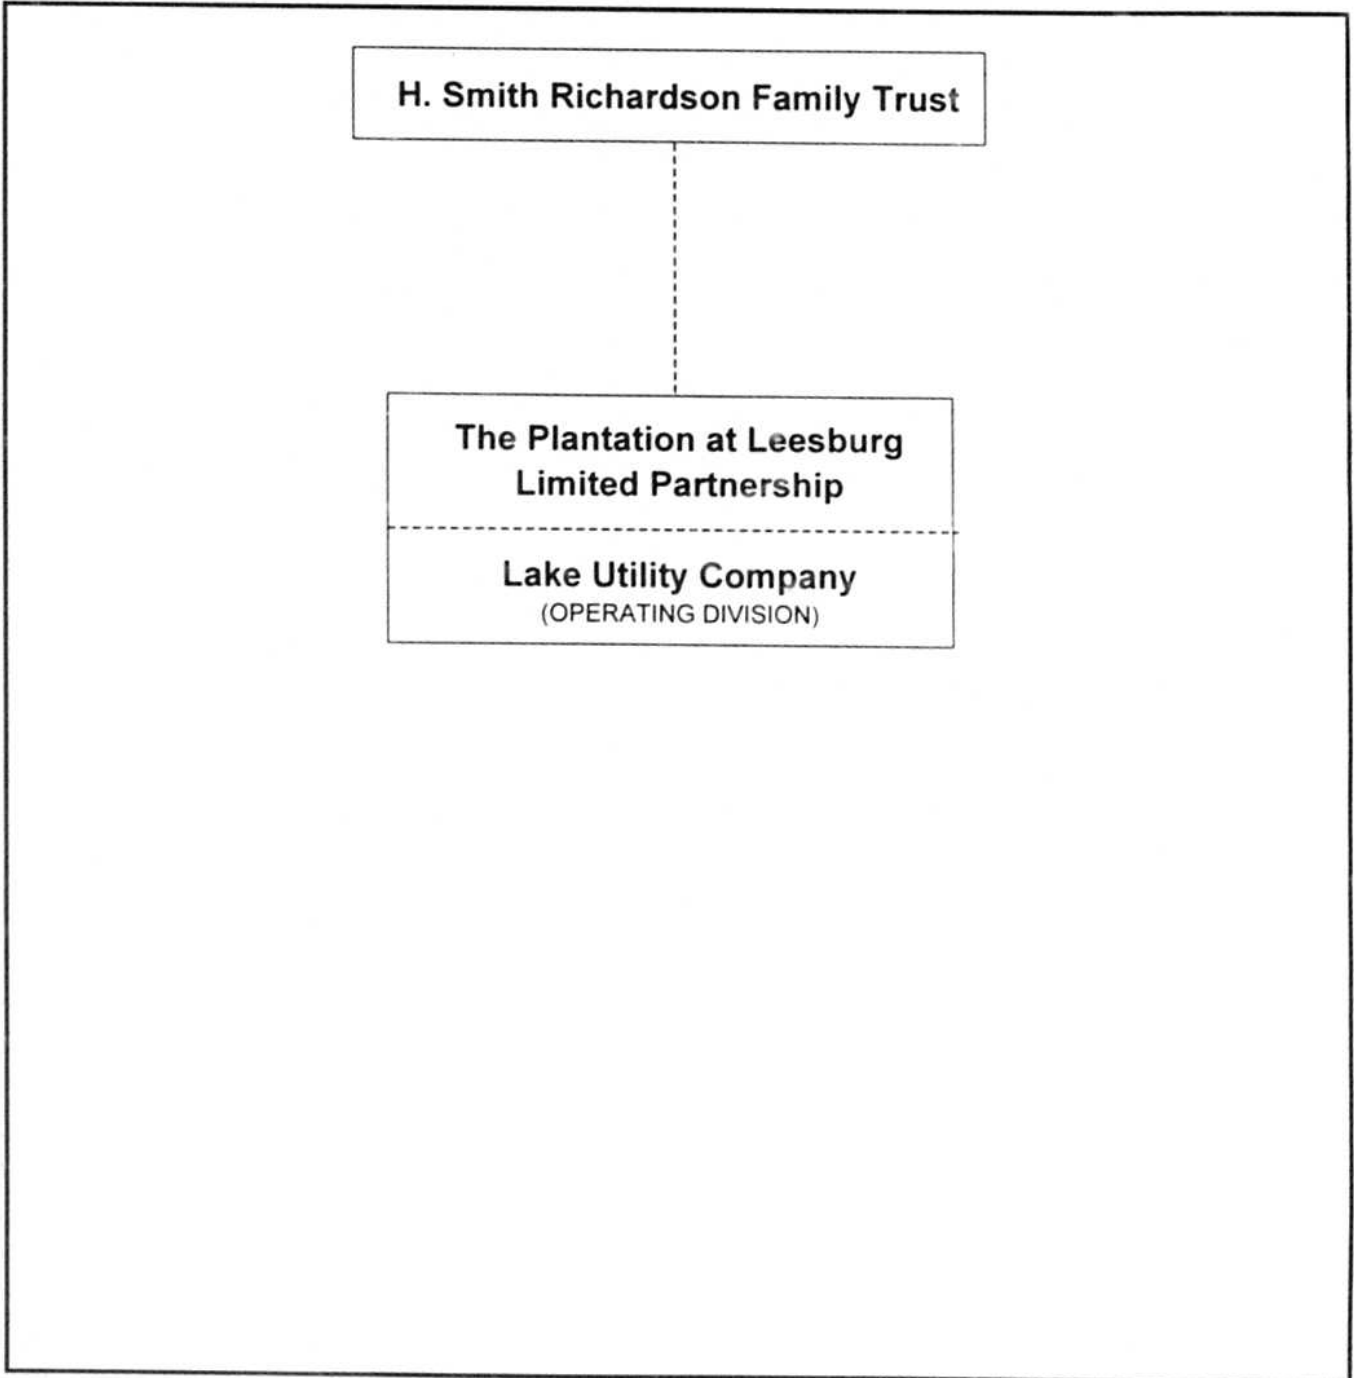 H. Smith Richardson Family Trust
The Plantation at Leesburg
Limited Partnership
Lake Utility Company
(OPERATING DIVISION)